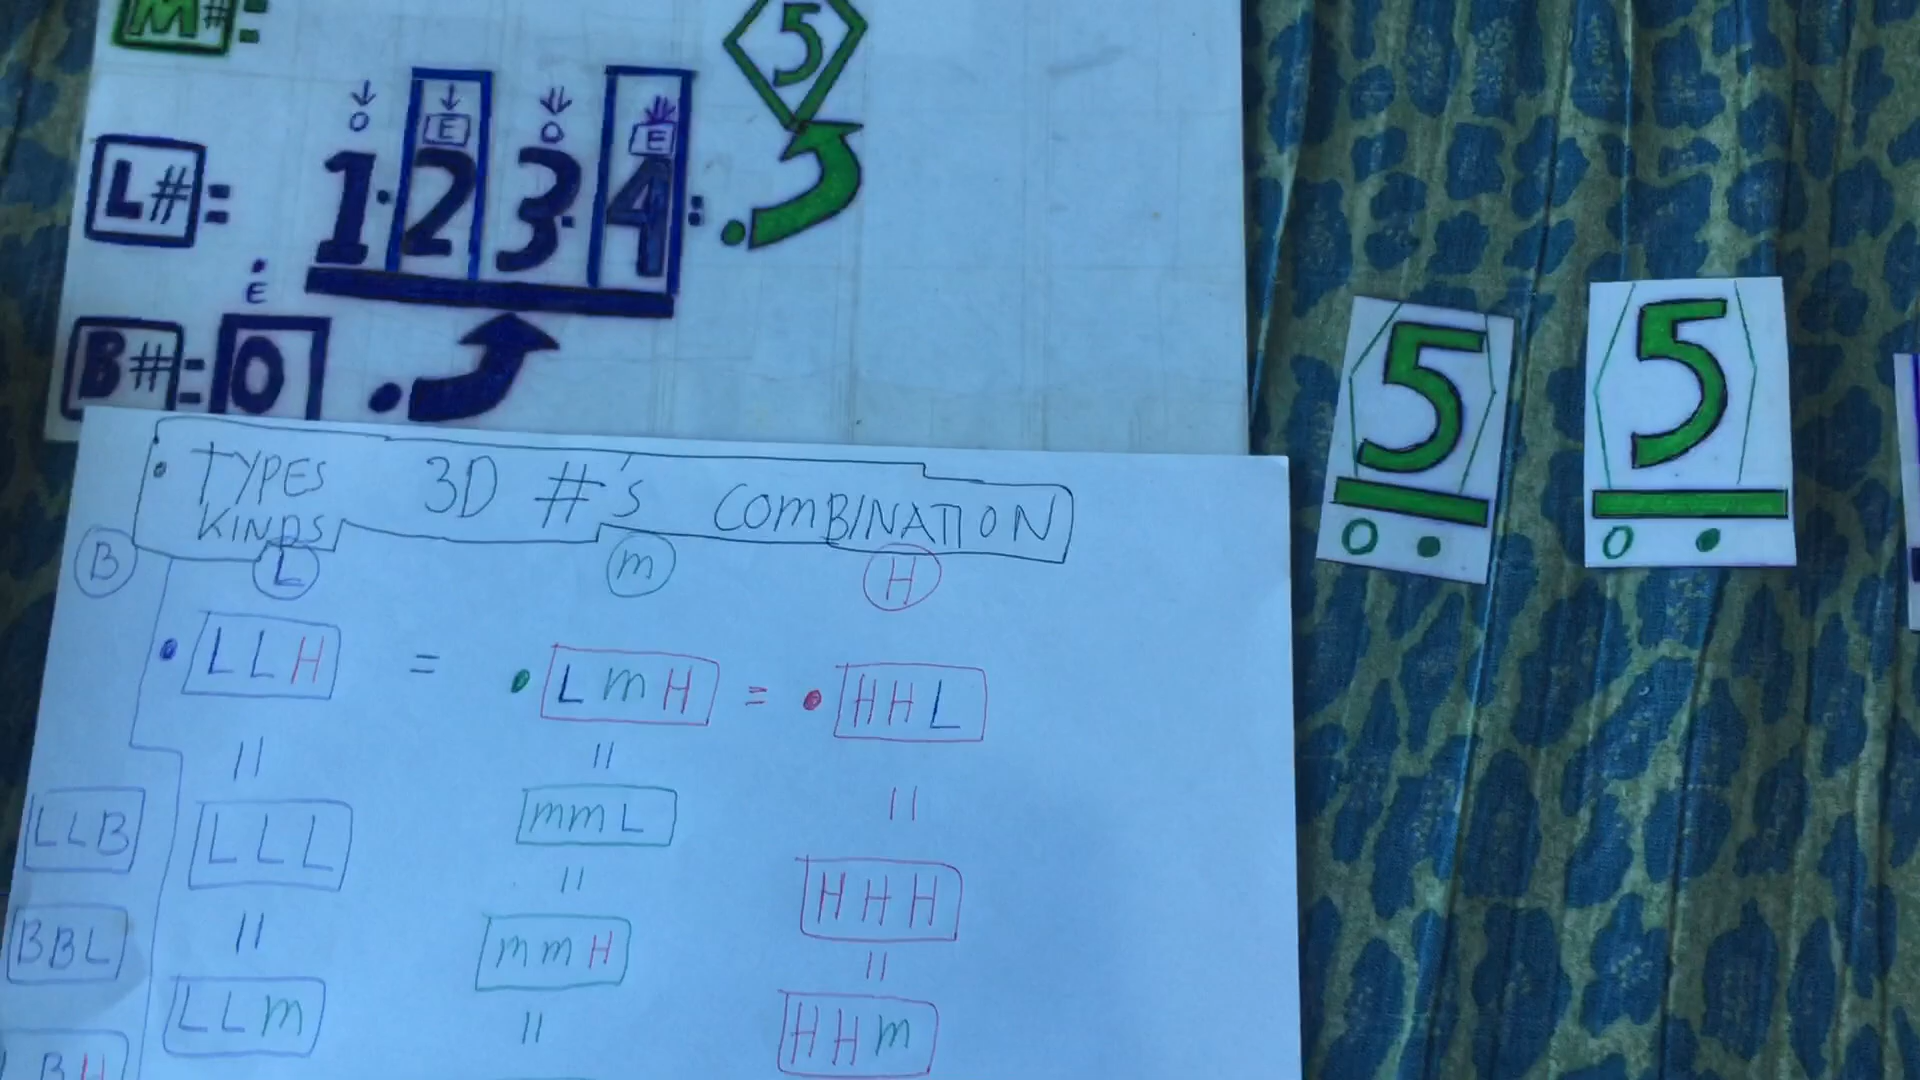 M#:
5
↓ ↓ ↓↓ ↓↓↓
O E O E
L#: 1·2·3·4:
·
E
B#:0
5 5
O • O •
• TYPES 3D #'s COMBINATION
KINDS
B L m H
• LLH = • LmH = • HHL
|| || ||
LLB LLL mmL HHH
|| || ||
BBL LLm mmH HHm
||
BH